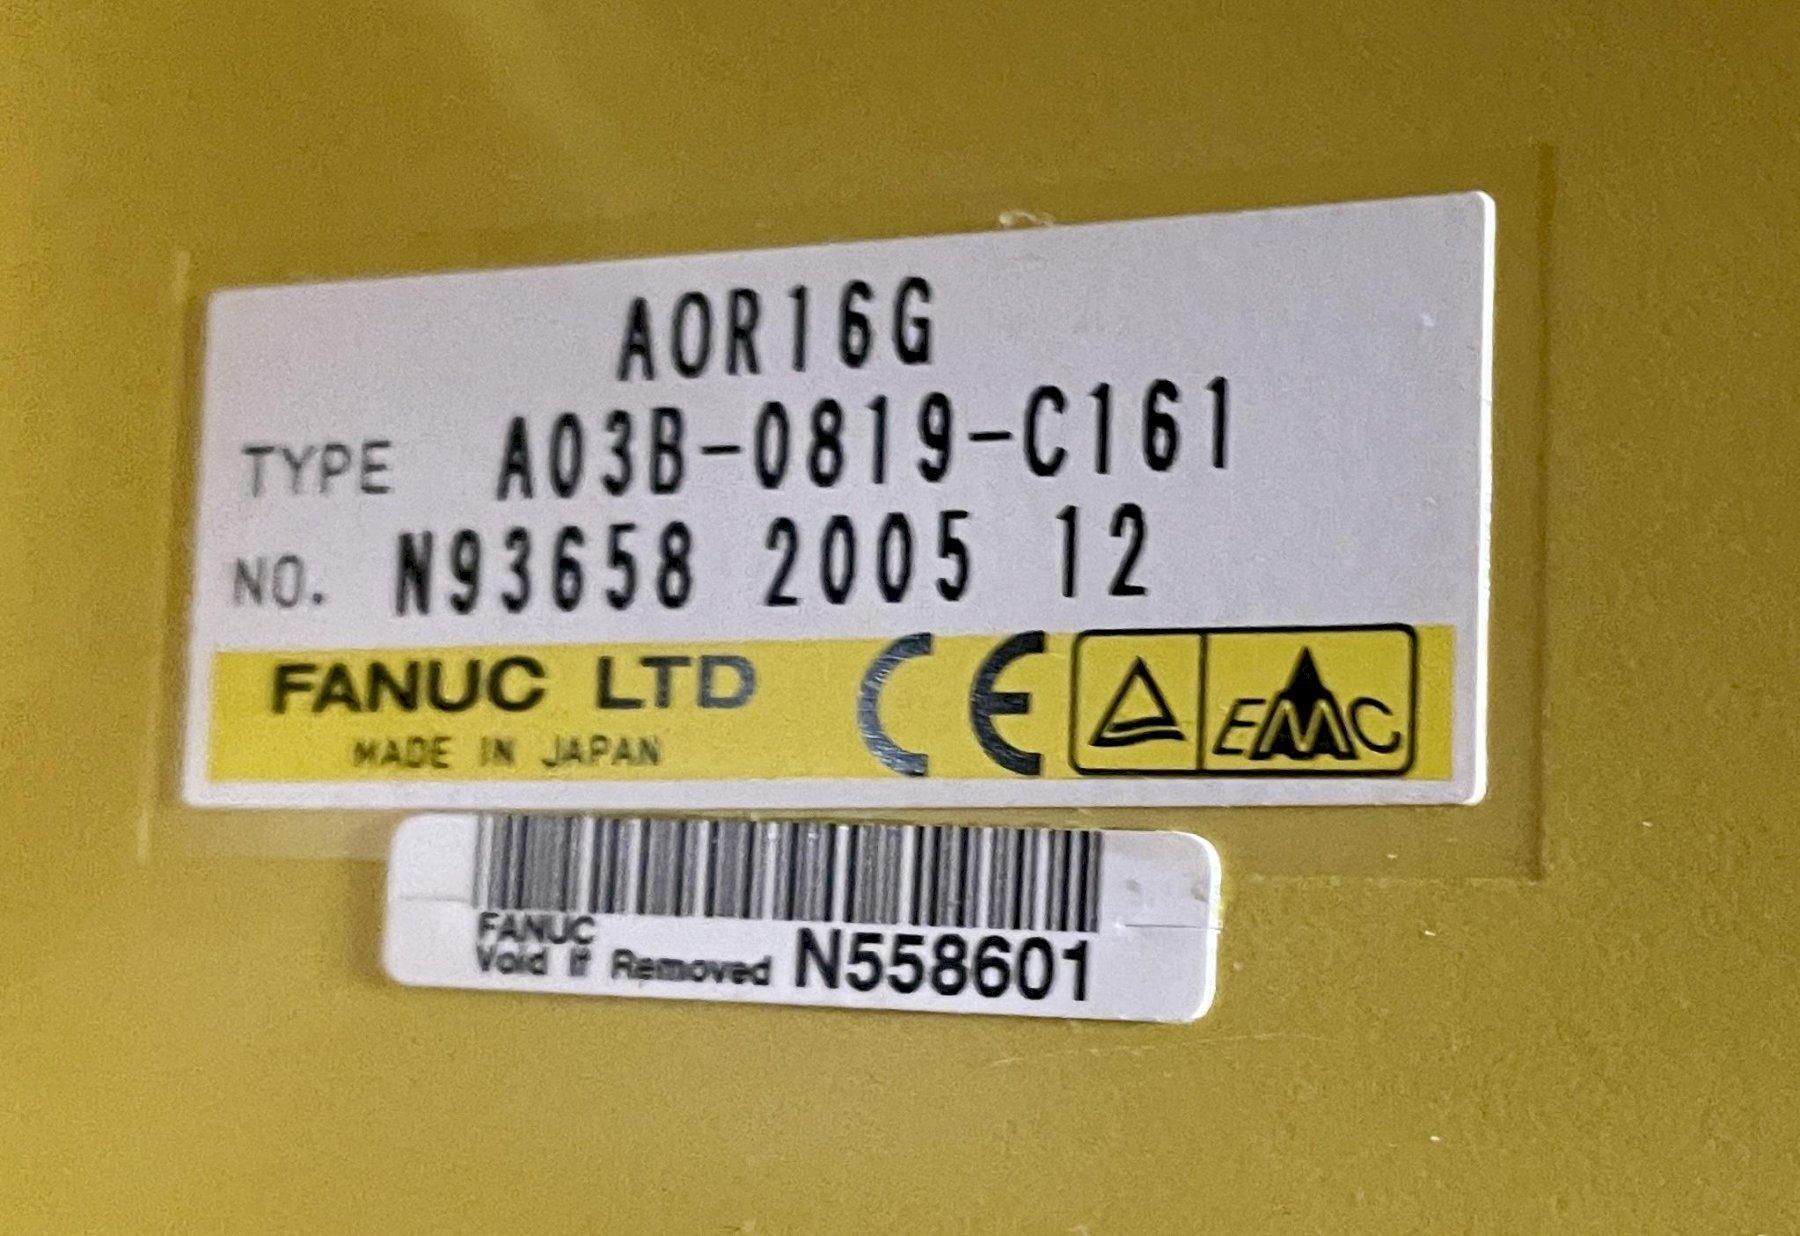 AOR16G
TYPE A03B-0819-C161
NO. N93658 2005 12
FANUC LTD CE EMC
MADE IN JAPAN
FANUC
Void If Removed N558601